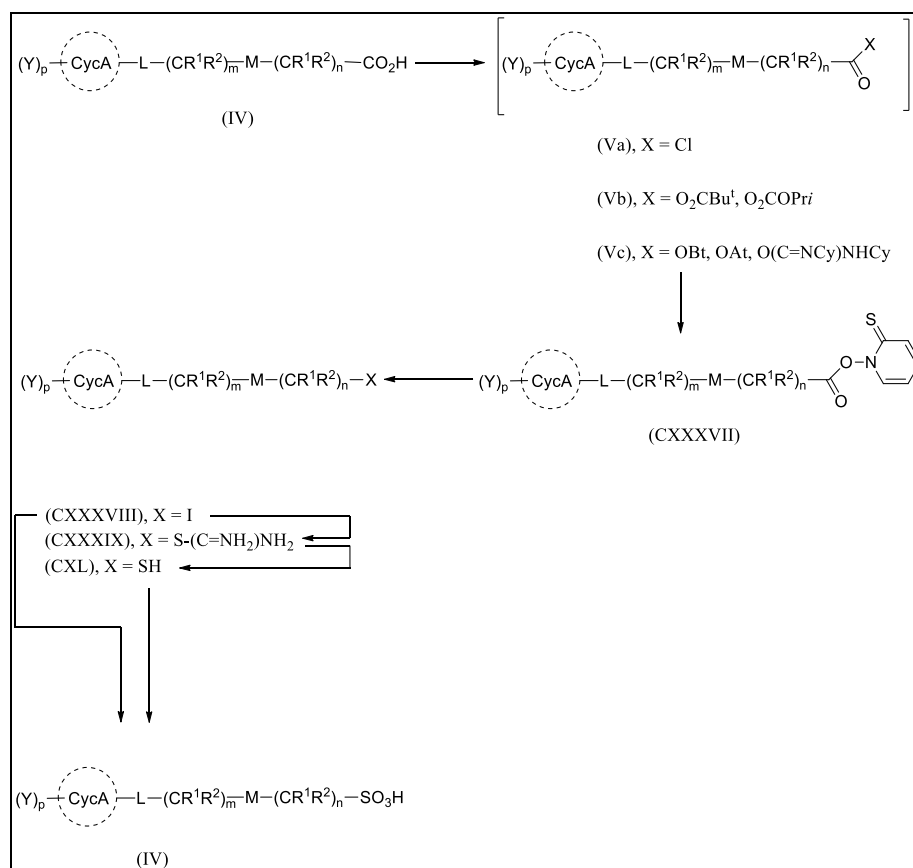 (Y)p CycA L (CR¹R²)m M (CR¹R²)n CO₂H
(IV)
(Y)p CycA L (CR¹R²)m M (CR¹R²)n X O
(Va), X = Cl
(Vb), X = O₂CBuᵗ, O₂COPri
(Vc), X = OBt, OAt, O(C=NCy)NHCy
(Y)p CycA L (CR¹R²)m M (CR¹R²)n X
(Y)p CycA L (CR¹R²)m M (CR¹R²)n O O N S
(CXXXVII)
(CXXXVIII), X = I
(CXXXIX), X = S-(C=NH₂)NH₂
(CXL), X = SH
(Y)p CycA L (CR¹R²)m M (CR¹R²)n SO₃H
(IV)